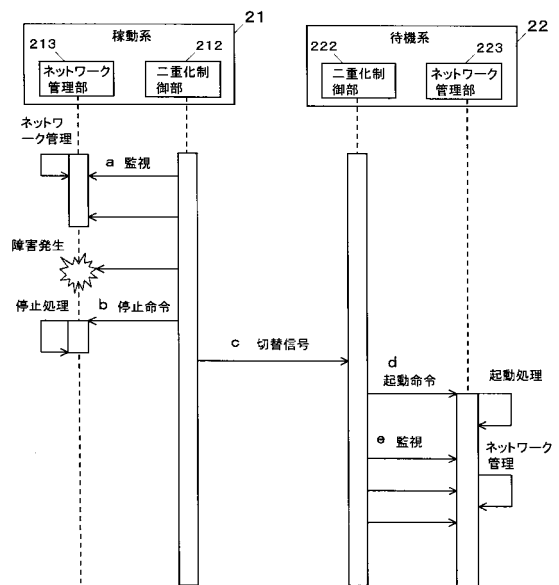 21
稼動系
213
212
ネットワーク
管理部
二重化制
御部
22
待機系
222
223
二重化制
御部
ネットワーク
管理部
ネットワ
ーク管理
a 監視
障害発生
停止処理
b 停止命令
c 切替信号
d
起動命令
起動処理
e 監視
ネットワーク
管理